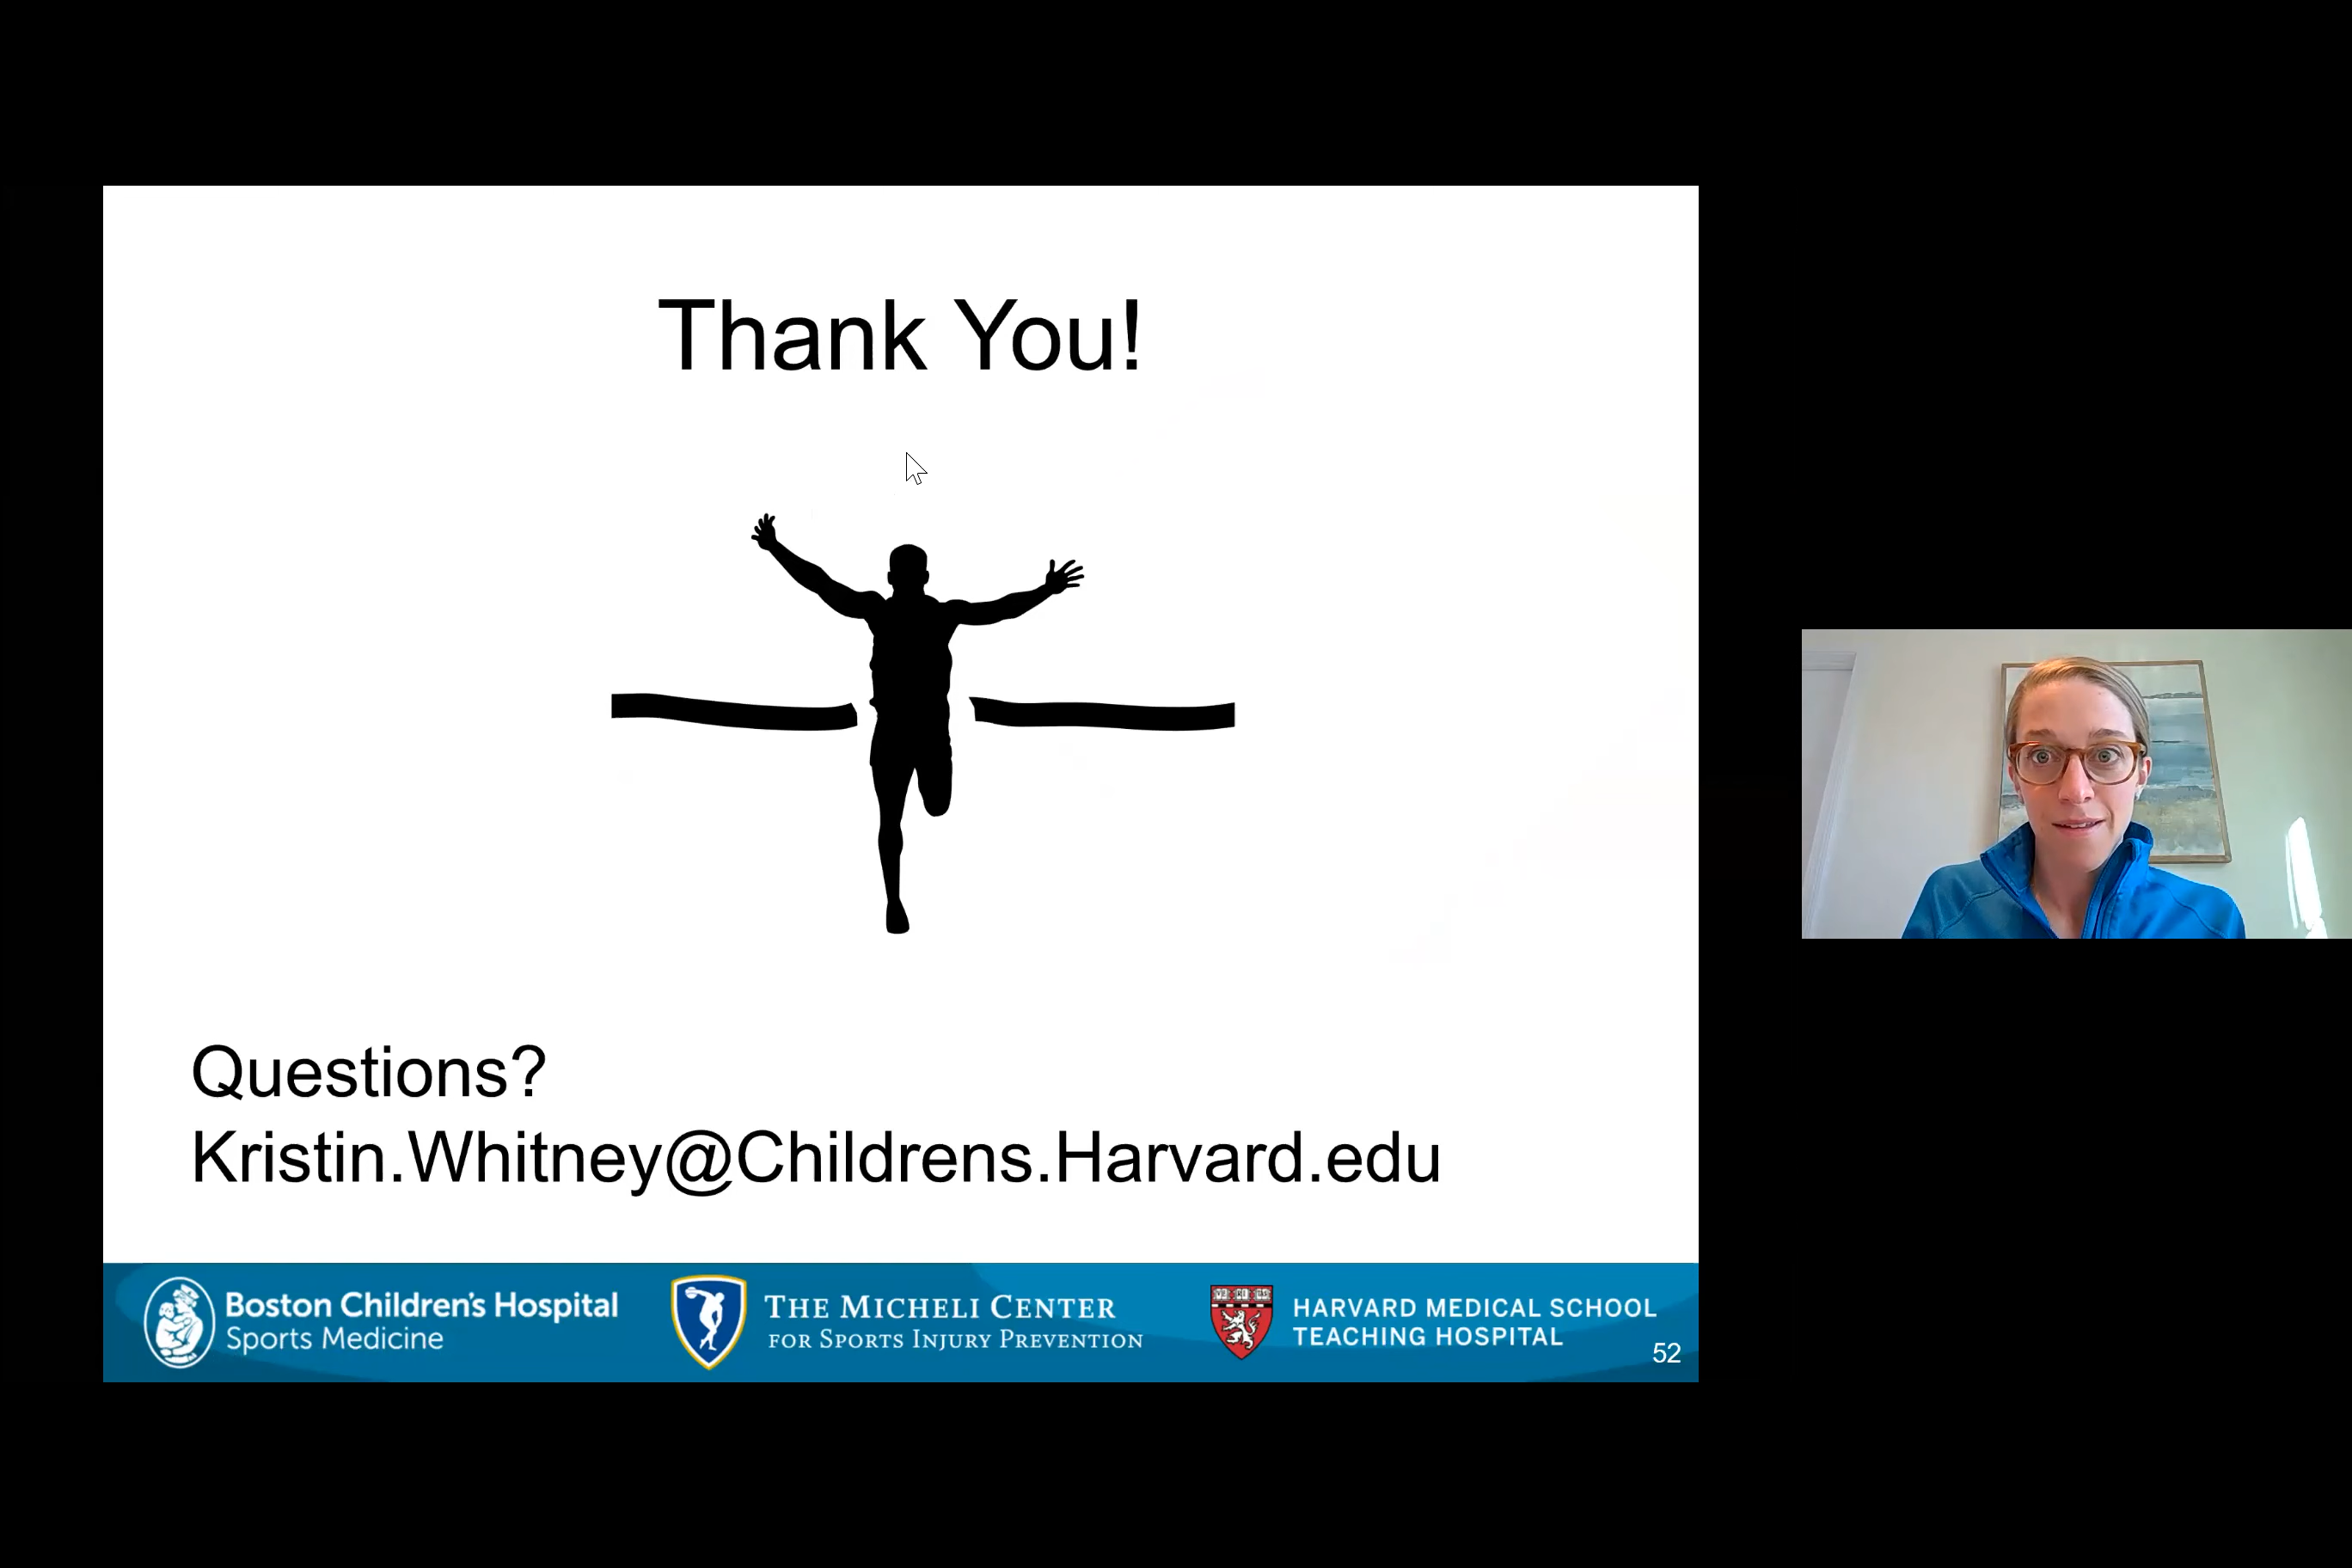 Thank You!
Questions?
Kristin.Whitney@Childrens.Harvard.edu
Boston Children's Hospital
Sports Medicine
THE MICHELI CENTER
FOR SPORTS INJURY PREVENTION
HARVARD MEDICAL SCHOOL
TEACHING HOSPITAL
52